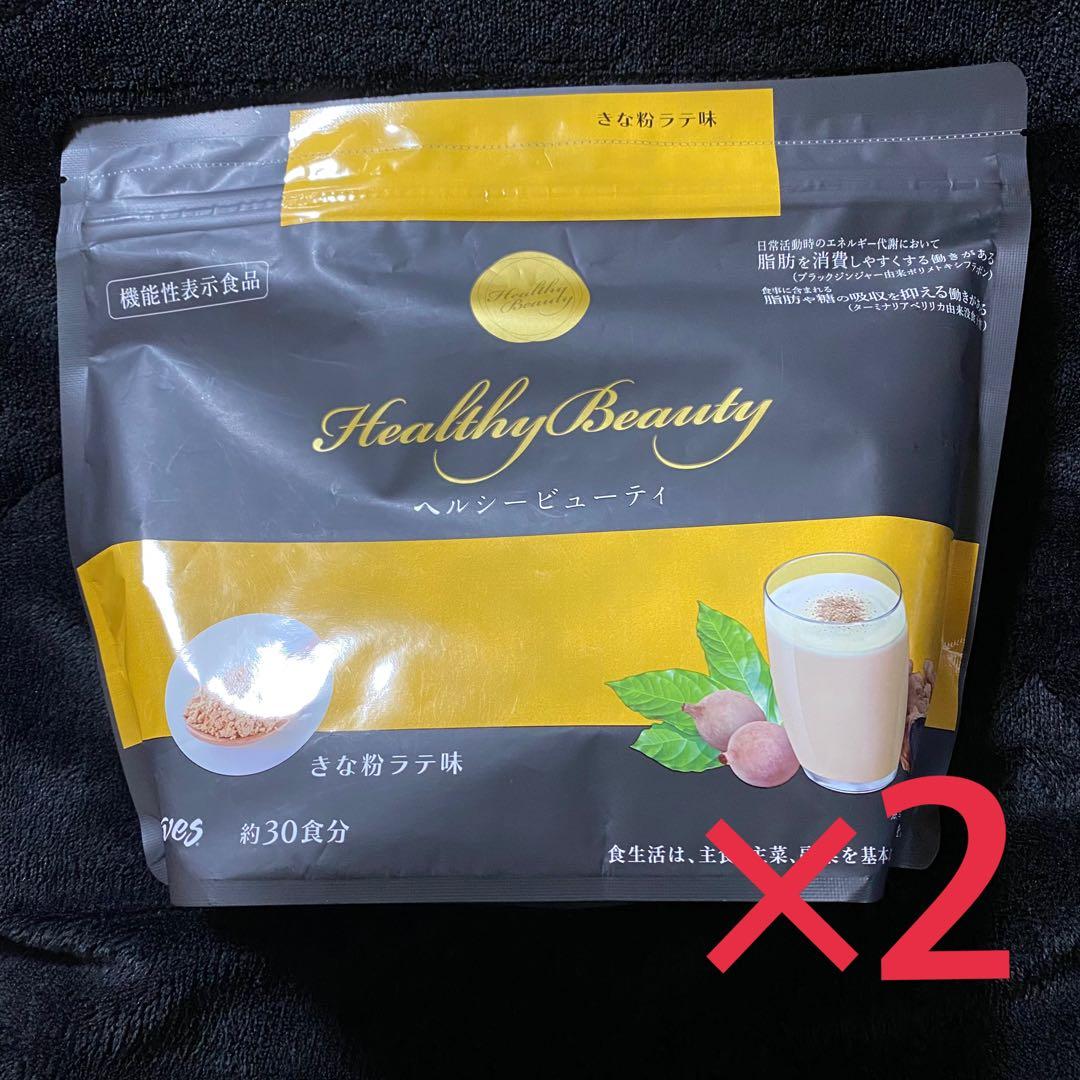 きな粉ラテ味
機能性表示食品
日常活動時のエネルギー代謝において
脂肪を消費しやすくする働きがある
(ブラックジンジャー由来ポリメトキシフラボン)
食事に含まれる
脂肪や糖の吸収を抑える働きがある
(ターミナリアベリリカ由来没食子酸)
Healthy
Beauty
Healthy Beauty
ヘルシービューティ
きな粉ラテ味
ves
約30食分
食生活は、主食、主菜、副菜を基本
×2